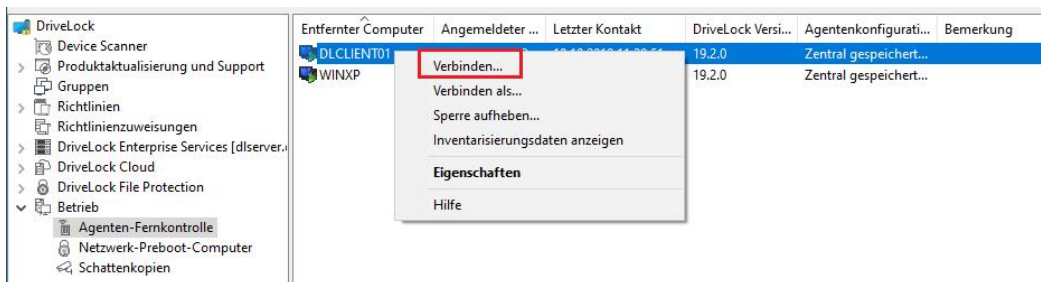 DriveLock
Device Scanner
Produktaktualisierung und Support
Gruppen
Richtlinien
Richtlinienzuweisungen
DriveLock Enterprise Services [dlserver.
DriveLock Cloud
DriveLock File Protection
Betrieb
Agenten-Fernkontrolle
Netzwerk-Preboot-Computer
Schattenkopien
Entfernter Computer Angemeldeter ... Letzter Kontakt DriveLock Versi... Agentenkonfigurati... Bemerkung
DLCLIENT01 19.2.0 Zentral gespeichert...
WINXP 19.2.0 Zentral gespeichert...
Verbinden...
Verbinden als...
Sperre aufheben...
Inventarisierungsdaten anzeigen
Eigenschaften
Hilfe